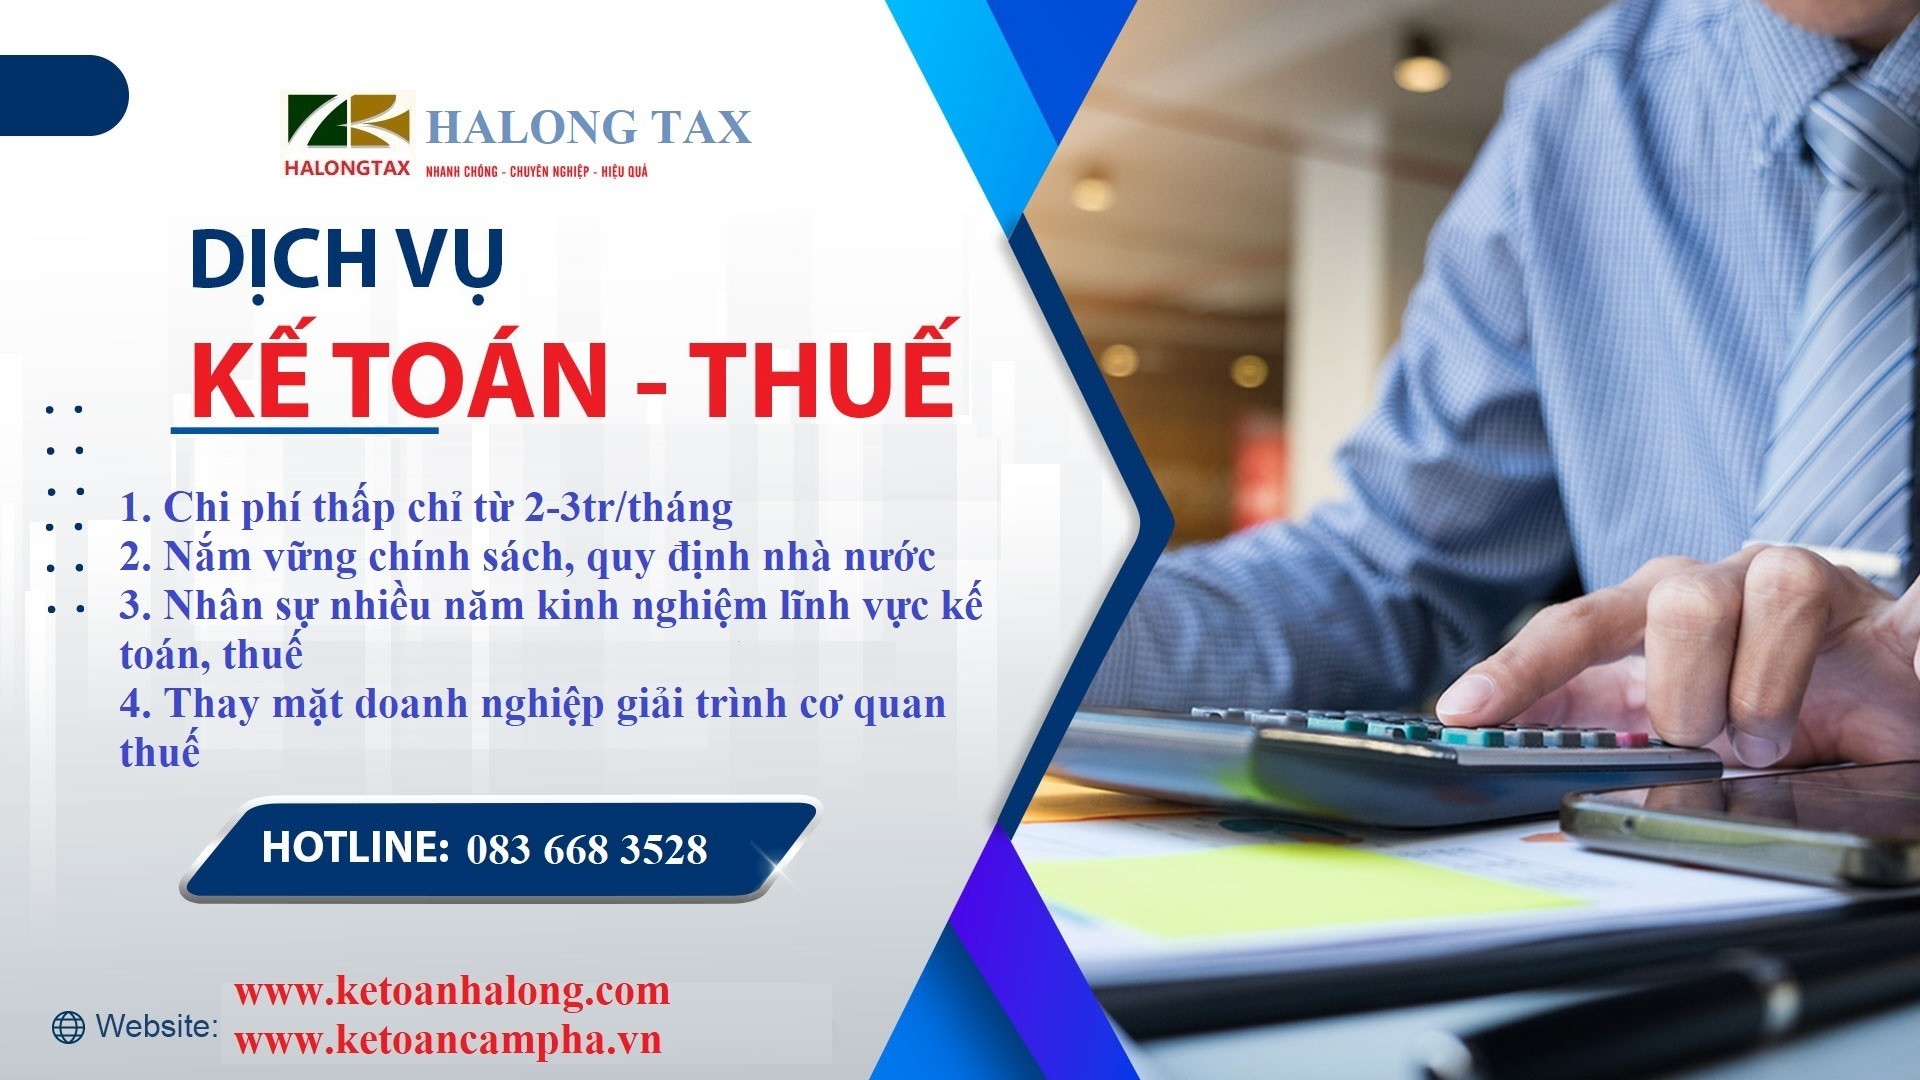 HALONG TAX
HALONGTAX
NHANH CHÓNG - CHUYÊN NGHIỆP - HIỆU QUẢ
DỊCH VỤ
KẾ TOÁN - THUẾ
1. Chi phí thấp chỉ từ 2-3tr/tháng
2. Nắm vững chính sách, quy định nhà nước
3. Nhân sự nhiều năm kinh nghiệm lĩnh vực kế
toán, thuế
4. Thay mặt doanh nghiệp giải trình cơ quan
thuế
HOTLINE: 083 668 3528
www.ketoanhalong.com
Website:
www.ketoancampha.vn